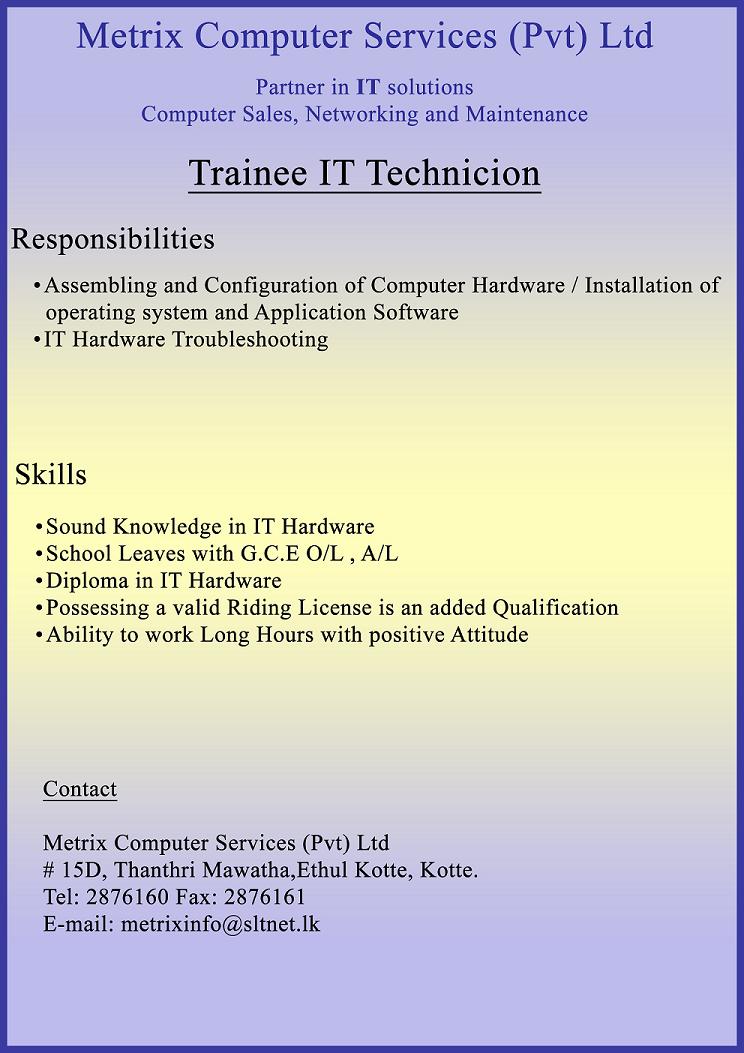 Metrix Computer Services (Pvt) Ltd
Partner in IT solutions
Computer Sales, Networking and Maintenance
Trainee IT Technicion
Responsibilities
•Assembling and Configuration of Computer Hardware / Installation of
operating system and Application Software
•IT Hardware Troubleshooting
Skills
•Sound Knowledge in IT Hardware
•School Leaves with G.C.E O/L , A/L
•Diploma in IT Hardware
•Possessing a valid Riding License is an added Qualification
•Ability to work Long Hours with positive Attitude
Contact
Metrix Computer Services (Pvt) Ltd
# 15D, Thanthri Mawatha,Ethul Kotte, Kotte.
Tel: 2876160 Fax: 2876161
E-mail: metrixinfo@sltnet.lk